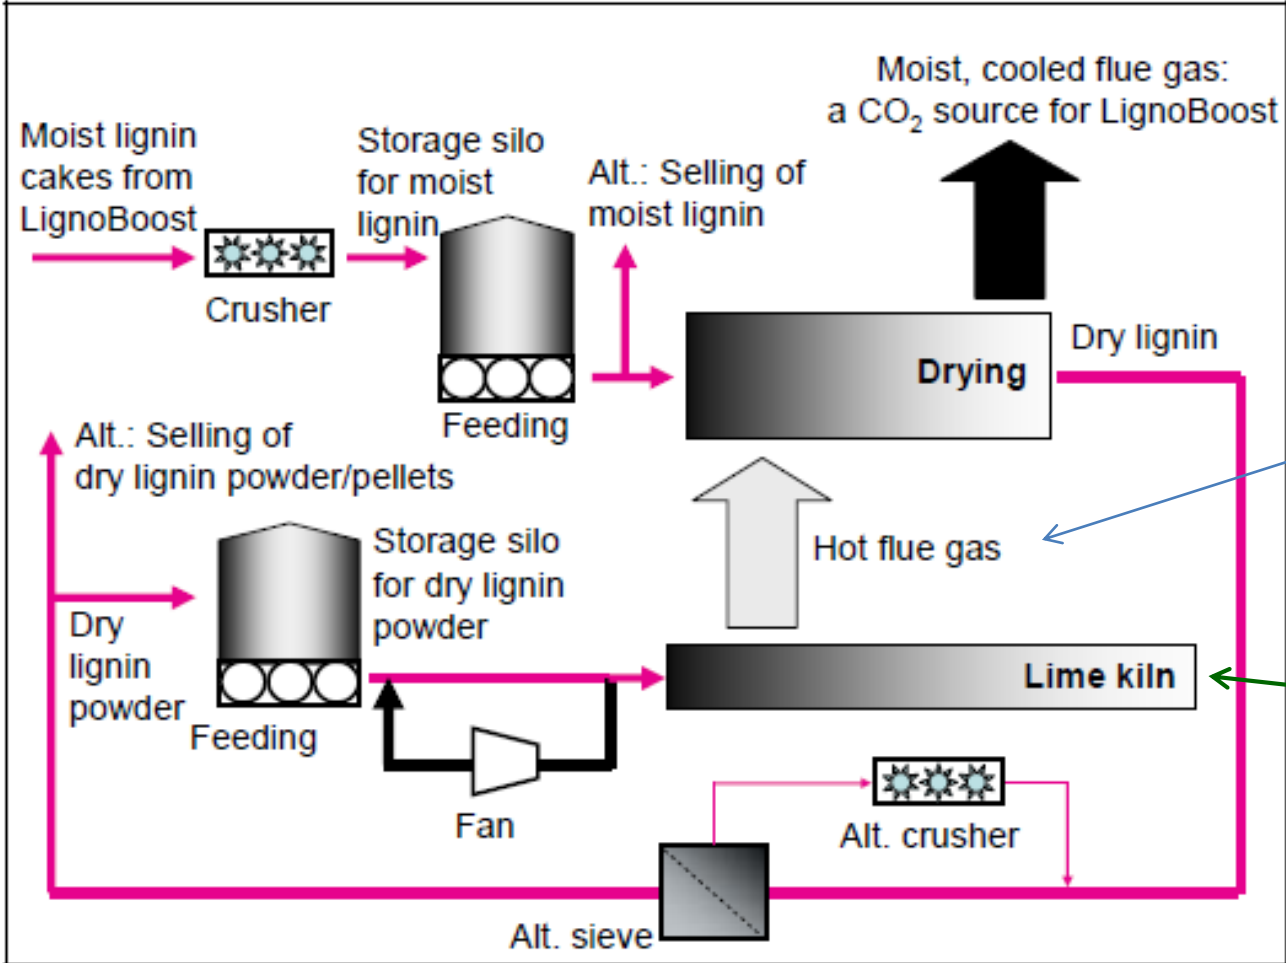 Moist, cooled flue gas:
a CO₂ source for LignoBoost
Moist lignin
cakes from
LignoBoost
Storage silo
for moist
lignin
Alt.: Selling of
moist lignin
Crusher
Feeding
Drying
Dry lignin
Alt.: Selling of
dry lignin powder/pellets
Storage silo
for dry lignin
powder
Hot flue gas
Dry
lignin
powder
Feeding
Lime kiln
Fan
Alt. crusher
Alt. sieve